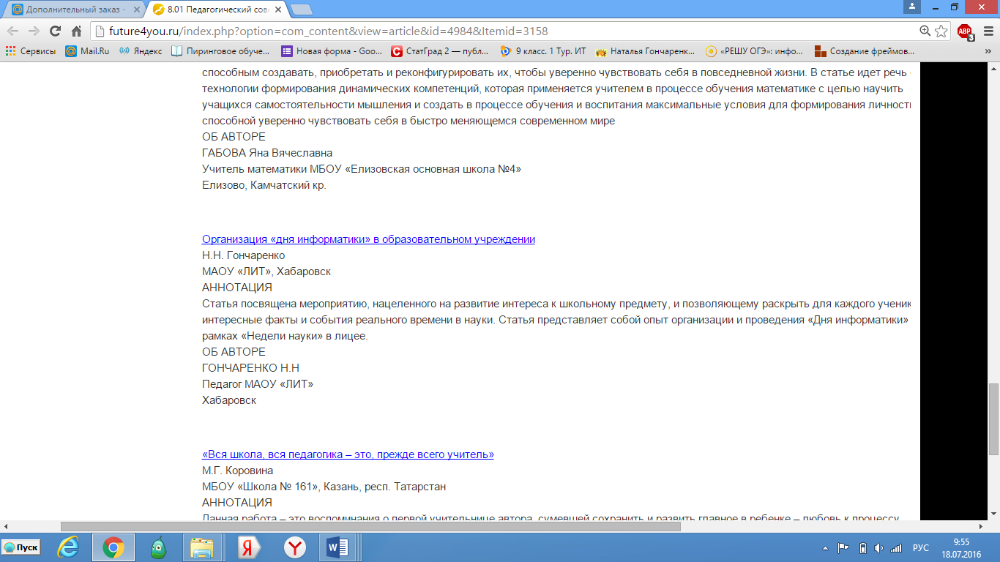 Дополнительный заказ -
8.01 Педагогический сов
future4you.ru/index.php?option=com_content&view=article&id=4984&Itemid=3158
ABP
3
Сервисы
Mail.Ru
Яндекс
Пиринговое обуче...
Новая форма - Goo...
СтатГрад 2 — публ...
9 класс. 1 Тур. ИТ
Наталья Гончаренк...
«РЕШУ ОГЭ»: инфо...
Создание фреймов...
»
способным создавать, приобретать и реконфигурировать их, чтобы уверенно чувствовать себя в повседневной жизни. В статье идет речь
технологии формирования динамических компетенций, которая применяется учителем в процессе обучения математике с целью научить
учащихся самостоятельности мышления и создать в процессе обучения и воспитания максимальные условия для формирования личност
способной уверенно чувствовать себя в быстро меняющемся современном мире
ОБ АВТОРЕ
ГАБОВА Яна Вячеславна
Учитель математики МБОУ «Елизовская основная школа №4»
Елизово, Камчатский кр.
Организация «дня информатики» в образовательном учреждении
Н.Н. Гончаренко
МАОУ «ЛИТ», Хабаровск
АННОТАЦИЯ
Статья посвящена мероприятию, нацеленного на развитие интереса к школьному предмету, и позволяющему раскрыть для каждого ученик
интересные факты и события реального времени в науки. Статья представляет собой опыт организации и проведения «Дня информатики»
рамках «Недели науки» в лицее.
ОБ АВТОРЕ
ГОНЧАРЕНКО Н.Н
Педагог МАОУ «ЛИТ»
Хабаровск
«Вся школа, вся педагогика – это, прежде всего учитель»
М.Г. Коровина
МБОУ «Школа № 161», Казань, респ. Татарстан
АННОТАЦИЯ
Данная работа – это воспоминания о первой учительнице автора, сумевшей сохранить и развить главное в ребенке – любовь к процессу
Пуск
РУС
9:55
18.07.2016